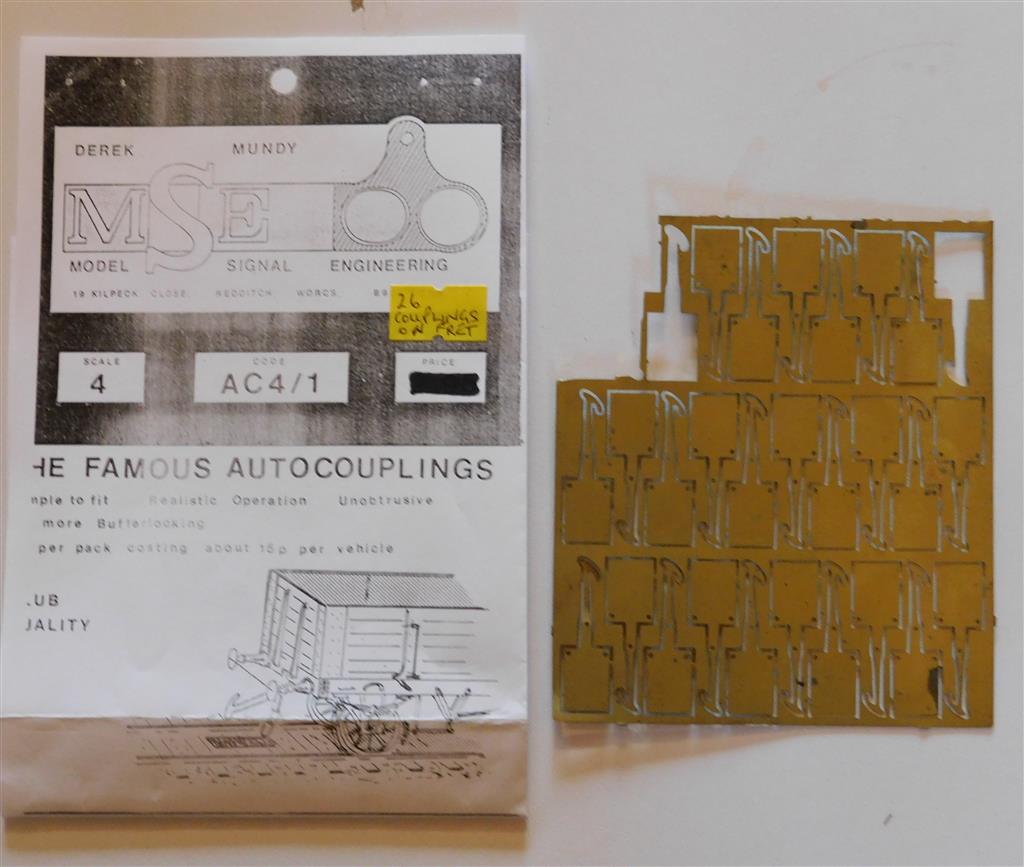 DEREK MUNDY
MSE
MODEL SIGNAL ENGINEERING
19 KILPECK CLOSE, REDDITCH, WORCS.
26
COUPLINGS
ON FRET
SCALE
4
CODE
AC4/1
PRICE
HE FAMOUS AUTOCOUPLINGS
mple to fit Realistic Operation Unobtrusive
more Bufferlocking
per pack costing about 15p per vehicle
LUB
JALITY